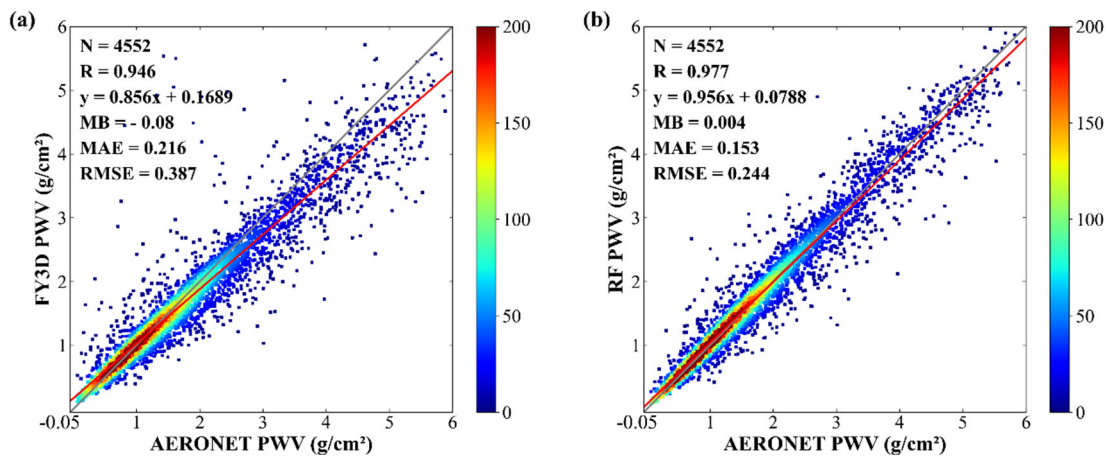 (a)
N = 4552
R = 0.946
y = 0.856x + 0.1689
MB = - 0.08
MAE = 0.216
RMSE = 0.387
6
5
4
3
2
1
-0.05
1
2
3
4
5
6
FY3D PWV (g/cm²)
AERONET PWV (g/cm²)
200
150
100
50
0
(b)
N = 4552
R = 0.977
y = 0.956x + 0.0788
MB = 0.004
MAE = 0.153
RMSE = 0.244
6
5
4
3
2
1
-0.05
1
2
3
4
5
6
RF PWV (g/cm²)
AERONET PWV (g/cm²)
200
150
100
50
0